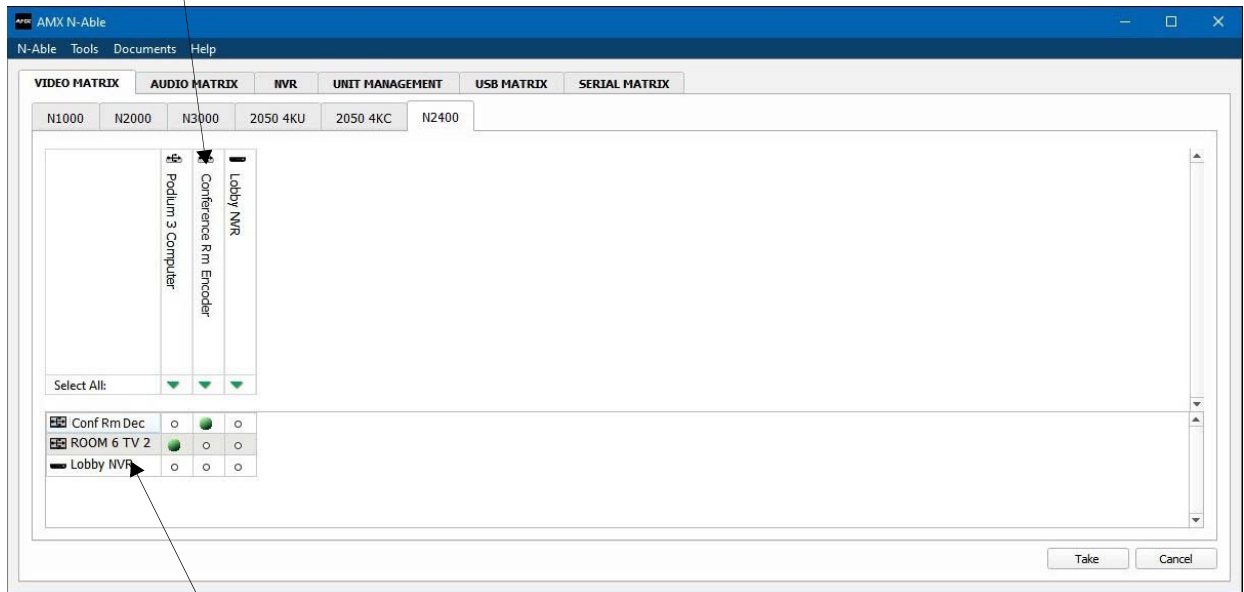 AMX AMX N-Able
N-Able Tools Documents Help
VIDEO MATRIX AUDIO MATRIX NVR UNIT MANAGEMENT USB MATRIX SERIAL MATRIX
N1000 N2000 N3000 2050 4KU 2050 4KC N2400
Podium 3 Computer
Conference Rm Encoder
Lobby NVR
Select All:
Conf Rm Dec
ROOM 6 TV 2
Lobby NVR
Take Cancel